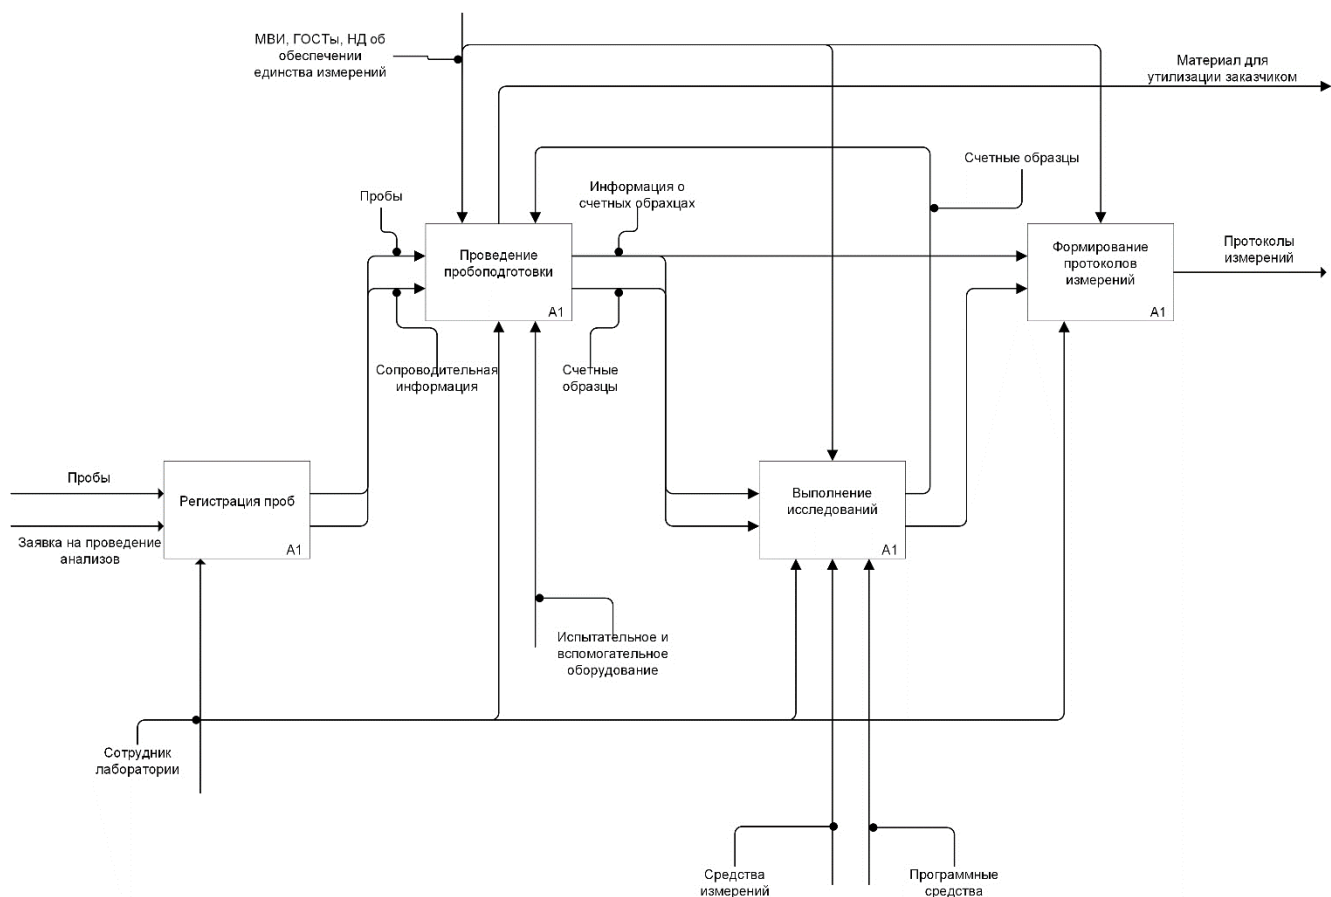 МВИ, ГОСТы, НД об
обеспечении
единства измерений
Материал для
утилизации заказчиком
Счетные образцы
Пробы
Информация о
счетных обрахцах
Проведение
пробоподготовки
A1
Формирование
протоколов
измерений
A1
Протоколы
измерений
Сопроводительная
информация
Счетные
образцы
Пробы
Заявка на проведение
анализов
Регистрация проб
A1
Выполнение
исследований
A1
Испытательное и
вспомогательное
оборудование
Сотрудник
лаборатории
Средства
измерений
Программные
средства